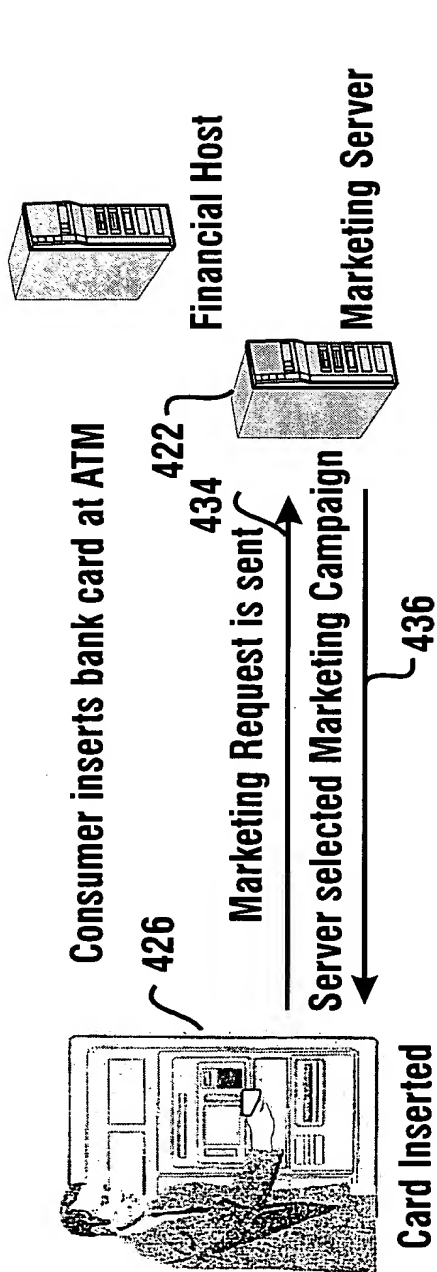 Consumer inserts bank card at ATM
426
Card Inserted
Marketing Request is sent
434
422
Server selected Marketing Campaign
436
Financial Host
Marketing Server